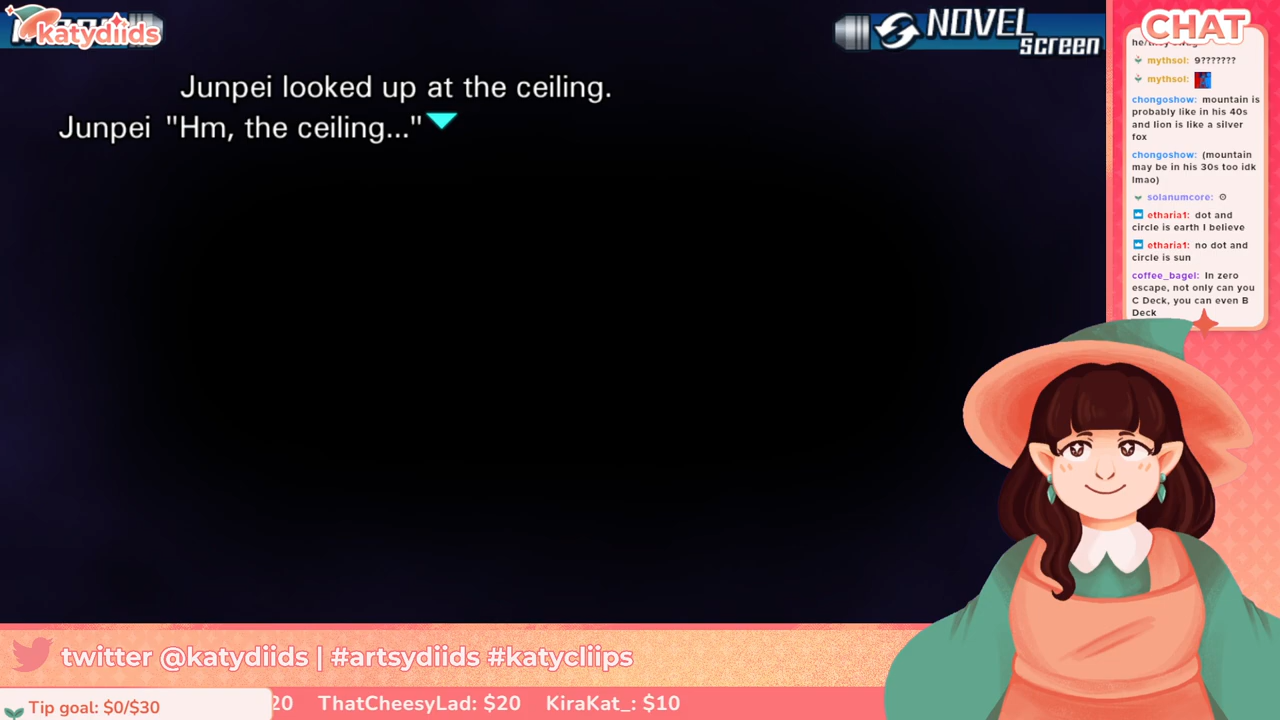 katydiids
NOVEL
screen
Junpei looked up at the ceiling.
Junpei "Hm, the ceiling..."
CHAT
mythsol: 9???????
mythsol:
chongoshow: mountain is
probably like in his 40s
and lion is like a silver
fox
chongoshow: (mountain
may be in his 30s too idk
lmao)
solanumcore: ⊙
etharia1: dot and
circle is earth I believe
etharia1: no dot and
circle is sun
coffee_bagel: In zero
escape, not only can you
C Deck, you can even B
Deck
twitter @katydiids | #artsydiids #katycliips
Tip goal: $0/$30
20 ThatCheesyLad: $20 KiraKat_: $10